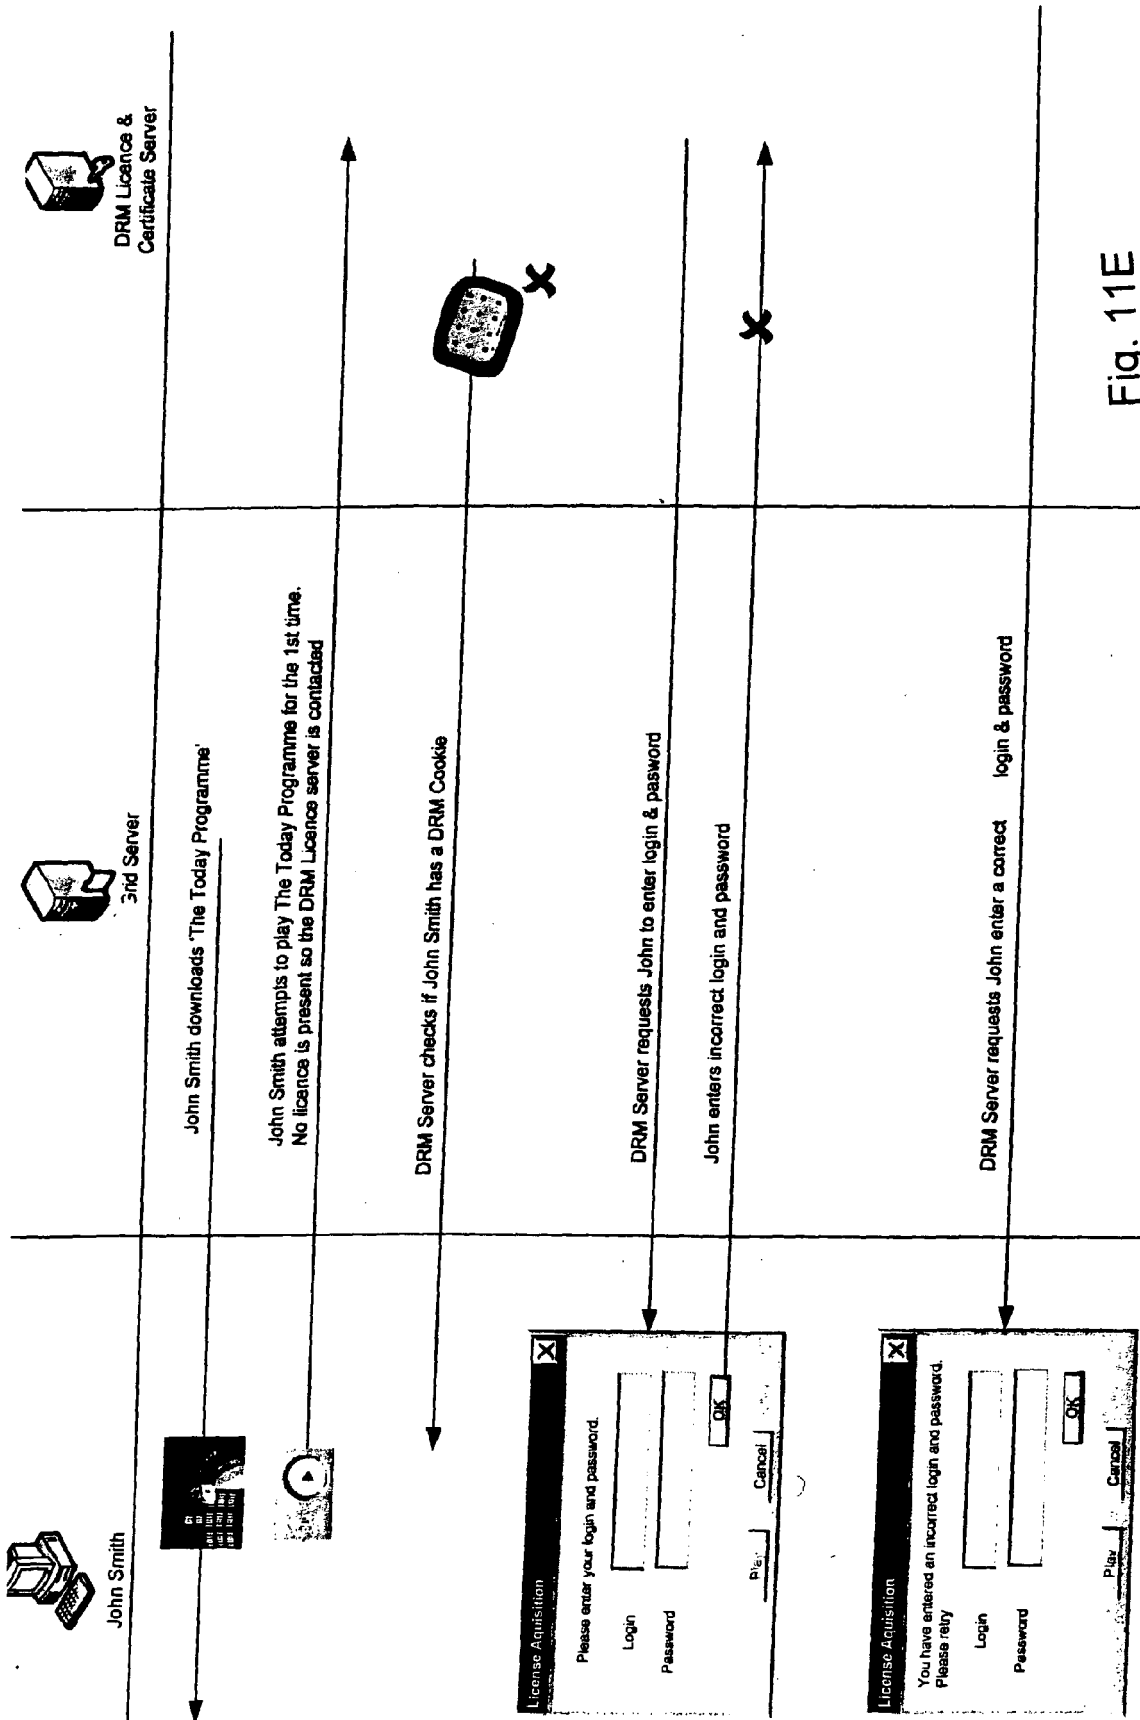 John Smith
Grid Server
DRM Licence &
Certificate Server
John Smith downloads 'The Today Programme'
John Smith attempts to play The Today Programme for the 1st time.
No licence is present so the DRM Licence server is contacted
DRM Server checks if John Smith has a DRM Cookie
DRM Server requests John to enter login & pasword
John enters incorrect login and password
License Aquisition
Please enter your login and password.
Login
Password
OK
Play
Cancel
DRM Server requests John enter a correct login & password
License Aquisition
You have entered an incorrect login and password.
Please retry
Login
Password
OK
Play
Cancel
Fig. 11E